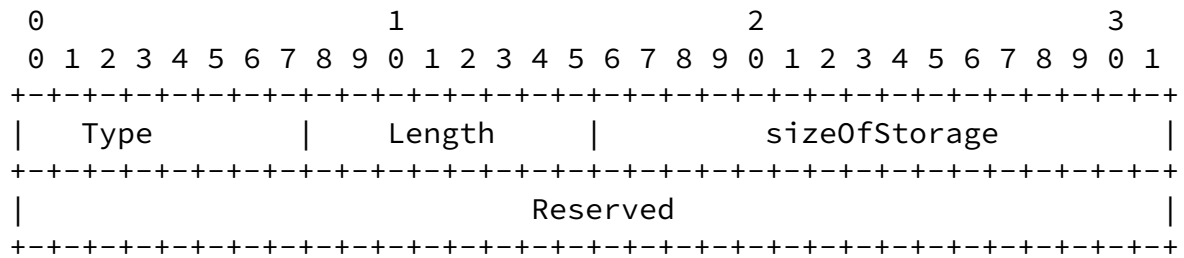 0                   1                   2                   3
 0 1 2 3 4 5 6 7 8 9 0 1 2 3 4 5 6 7 8 9 0 1 2 3 4 5 6 7 8 9 0 1
+-+-+-+-+-+-+-+-+-+-+-+-+-+-+-+-+-+-+-+-+-+-+-+-+-+-+-+-+-+-+-+-+
|   Type        |    Length     |         sizeOfStorage         |
+-+-+-+-+-+-+-+-+-+-+-+-+-+-+-+-+-+-+-+-+-+-+-+-+-+-+-+-+-+-+-+-+
|                            Reserved                           |
+-+-+-+-+-+-+-+-+-+-+-+-+-+-+-+-+-+-+-+-+-+-+-+-+-+-+-+-+-+-+-+-+